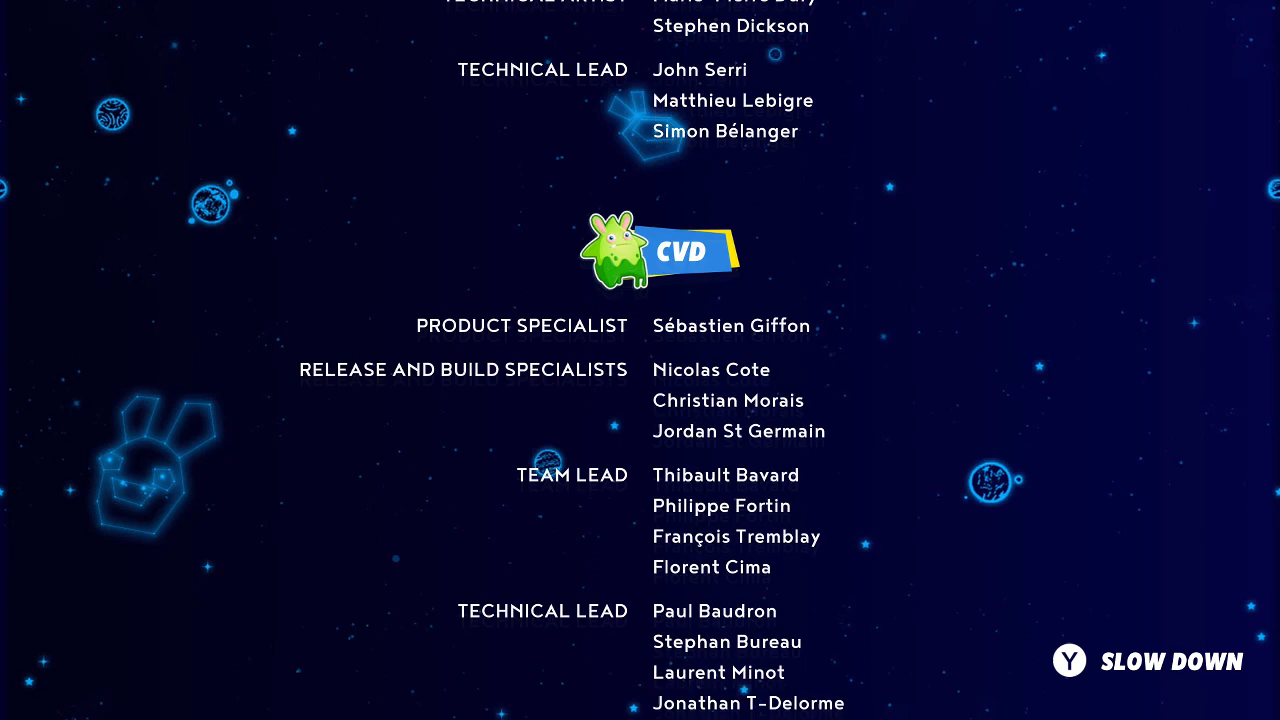 Stephen Dickson
TECHNICAL LEAD John Serri
Matthieu Lebigre
Simon Bélanger
CVD
PRODUCT SPECIALIST Sébastien Giffon
RELEASE AND BUILD SPECIALISTS Nicolas Cote
Christian Morais
Jordan St Germain
TEAM LEAD Thibault Bavard
Philippe Fortin
François Tremblay
Florent Cima
TECHNICAL LEAD Paul Baudron
Stephan Bureau
Laurent Minot
Jonathan T-Delorme
Y SLOW DOWN